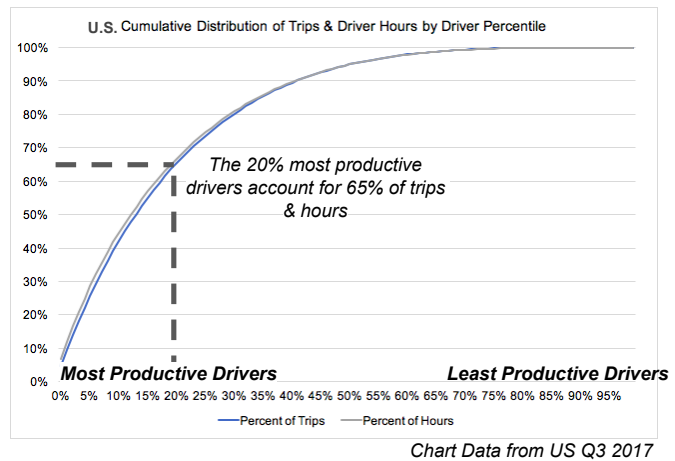 U.S. Cumulative Distribution of Trips & Driver Hours by Driver Percentile
100%
90%
80%
70%
60%
50%
40%
30%
20%
10%
0%
The 20% most productive
drivers account for 65% of trips
& hours
Most Productive Drivers
Least Productive Drivers
0% 5% 10% 15% 20% 25% 30% 35% 40% 45% 50% 55% 60% 65% 70% 75% 80% 85% 90% 95%
Percent of Trips Percent of Hours
Chart Data from US Q3 2017